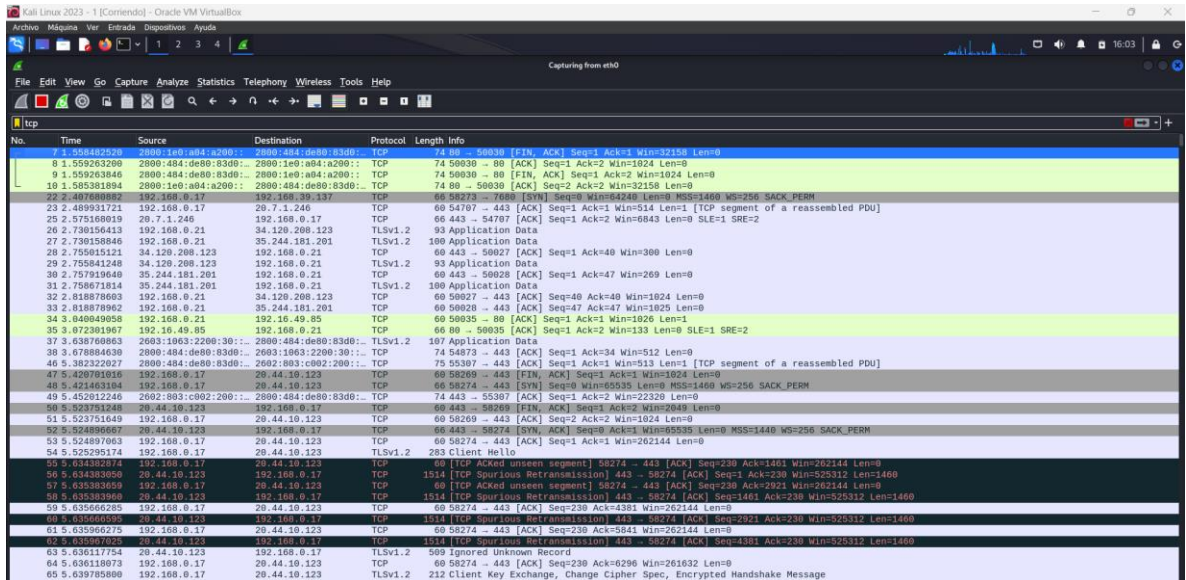 Kali Linux 2023 - 1 [Corriendo] - Oracle VM VirtualBox
Archivo Máquina Ver Entrada Dispositivos Ayuda
1 2 3 4 16:03
Capturing from eth0
File Edit View Go Capture Analyze Statistics Telephony Wireless Tools Help
tcp
No. Time Source Destination Protocol Length Info
7 1.558482520 2800:1e0:a04:a200:: 2800:484:de80:83d0:… TCP 74 80 → 50030 [FIN, ACK] Seq=1 Ack=1 Win=32158 Len=0
8 1.559263200 2800:484:de80:83d0:… 2800:1e0:a04:a200:: TCP 74 50030 → 80 [ACK] Seq=1 Ack=2 Win=1024 Len=0
9 1.559263846 2800:484:de80:83d0:… 2800:1e0:a04:a200:: TCP 74 50030 → 80 [FIN, ACK] Seq=1 Ack=2 Win=1024 Len=0
10 1.585381894 2800:1e0:a04:a200:: 2800:484:de80:83d0:… TCP 74 80 → 50030 [ACK] Seq=2 Ack=2 Win=32158 Len=0
22 2.407680882 192.168.0.17 192.168.39.137 TCP 66 58273 → 7680 [SYN] Seq=0 Win=64240 Len=0 MSS=1460 WS=256 SACK_PERM
23 2.489931721 192.168.0.17 20.7.1.246 TCP 60 54707 → 443 [ACK] Seq=1 Ack=1 Win=514 Len=1 [TCP segment of a reassembled PDU]
25 2.575168019 20.7.1.246 192.168.0.17 TCP 66 443 → 54707 [ACK] Seq=1 Ack=2 Win=6843 Len=0 SLE=1 SRE=2
26 2.730156413 192.168.0.21 34.120.208.123 TLSv1.2 93 Application Data
27 2.730158846 192.168.0.21 35.244.181.201 TLSv1.2 100 Application Data
28 2.755015121 34.120.208.123 192.168.0.21 TCP 60 443 → 50027 [ACK] Seq=1 Ack=40 Win=300 Len=0
29 2.755841248 34.120.208.123 192.168.0.21 TLSv1.2 93 Application Data
30 2.757919640 35.244.181.201 192.168.0.21 TCP 60 443 → 50028 [ACK] Seq=1 Ack=47 Win=269 Len=0
31 2.758671814 35.244.181.201 192.168.0.21 TLSv1.2 100 Application Data
32 2.818878603 192.168.0.21 34.120.208.123 TCP 60 50027 → 443 [ACK] Seq=40 Ack=40 Win=1024 Len=0
33 2.818878962 192.168.0.21 35.244.181.201 TCP 60 50028 → 443 [ACK] Seq=47 Ack=47 Win=1025 Len=0
34 3.040049058 192.168.0.21 192.16.49.85 TCP 60 50035 → 80 [ACK] Seq=1 Ack=1 Win=1026 Len=1
35 3.072301967 192.16.49.85 192.168.0.21 TCP 66 80 → 50035 [ACK] Seq=1 Ack=2 Win=133 Len=0 SLE=1 SRE=2
37 3.638760863 2603:1063:2200:30::… 2800:484:de80:83d0:… TLSv1.2 107 Application Data
38 3.678884630 2800:484:de80:83d0:… 2603:1063:2200:30::… TCP 74 54873 → 443 [ACK] Seq=1 Ack=34 Win=512 Len=0
46 5.382322027 2800:484:de80:83d0:… 2602:803:c002:200::… TCP 75 55307 → 443 [ACK] Seq=1 Ack=1 Win=513 Len=1 [TCP segment of a reassembled PDU]
47 5.420701016 192.168.0.17 20.44.10.123 TCP 60 58269 → 443 [FIN, ACK] Seq=1 Ack=1 Win=1024 Len=0
48 5.421463104 192.168.0.17 20.44.10.123 TCP 66 58274 → 443 [SYN] Seq=0 Win=65535 Len=0 MSS=1460 WS=256 SACK_PERM
49 5.452012246 2602:803:c002:200::… 2800:484:de80:83d0:… TCP 74 443 → 55307 [ACK] Seq=1 Ack=2 Win=22320 Len=0
50 5.523751248 20.44.10.123 192.168.0.17 TCP 60 443 → 58269 [FIN, ACK] Seq=1 Ack=2 Win=2049 Len=0
51 5.523751649 192.168.0.17 20.44.10.123 TCP 60 58269 → 443 [ACK] Seq=2 Ack=2 Win=1024 Len=0
52 5.524896667 20.44.10.123 192.168.0.17 TCP 66 443 → 58274 [SYN, ACK] Seq=0 Ack=1 Win=65535 Len=0 MSS=1440 WS=256 SACK_PERM
53 5.524897063 192.168.0.17 20.44.10.123 TCP 60 58274 → 443 [ACK] Seq=1 Ack=1 Win=262144 Len=0
54 5.525295174 192.168.0.17 20.44.10.123 TLSv1.2 283 Client Hello
55 5.634382874 192.168.0.17 20.44.10.123 TCP 60 [TCP ACKed unseen segment] 58274 → 443 [ACK] Seq=230 Ack=1461 Win=262144 Len=0
56 5.634383050 20.44.10.123 192.168.0.17 TCP 1514 [TCP Spurious Retransmission] 443 → 58274 [ACK] Seq=1 Ack=230 Win=525312 Len=1460
57 5.635383659 192.168.0.17 20.44.10.123 TCP 60 [TCP ACKed unseen segment] 58274 → 443 [ACK] Seq=230 Ack=2921 Win=262144 Len=0
58 5.635383960 20.44.10.123 192.168.0.17 TCP 1514 [TCP Spurious Retransmission] 443 → 58274 [ACK] Seq=1461 Ack=230 Win=525312 Len=1460
59 5.635666285 192.168.0.17 20.44.10.123 TCP 60 58274 → 443 [ACK] Seq=230 Ack=4381 Win=262144 Len=0
60 5.635666595 20.44.10.123 192.168.0.17 TCP 1514 [TCP Spurious Retransmission] 443 → 58274 [ACK] Seq=2921 Ack=230 Win=525312 Len=1460
61 5.635966275 192.168.0.17 20.44.10.123 TCP 60 58274 → 443 [ACK] Seq=230 Ack=5841 Win=262144 Len=0
62 5.635967025 20.44.10.123 192.168.0.17 TCP 1514 [TCP Spurious Retransmission] 443 → 58274 [ACK] Seq=4381 Ack=230 Win=525312 Len=1460
63 5.636117754 20.44.10.123 192.168.0.17 TLSv1.2 509 Ignored Unknown Record
64 5.636118073 192.168.0.17 20.44.10.123 TCP 60 58274 → 443 [ACK] Seq=230 Ack=6296 Win=261632 Len=0
65 5.639785800 192.168.0.17 20.44.10.123 TLSv1.2 212 Client Key Exchange, Change Cipher Spec, Encrypted Handshake Message